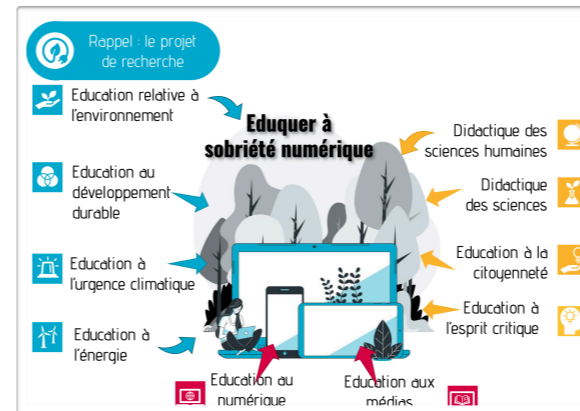 Rappel : le projet
de recherche
Education relative à
l'environnement
Eduquer à
sobriété numérique
Didactique des
sciences humaines
Education au
développement
durable
Didactique
des sciences
Education à
l'urgence climatique
Education à la
citoyenneté
Education à
l'énergie
Education à
l'esprit critique
Education au
numérique
Education aux
médias